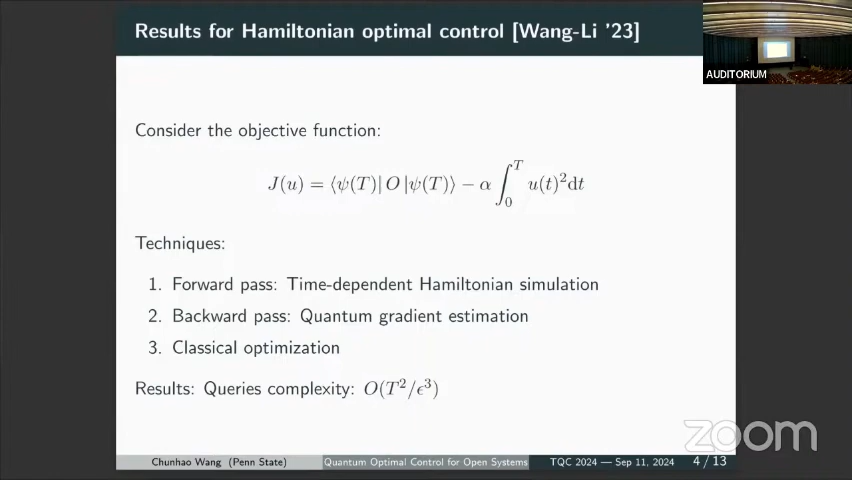 Results for Hamiltonian optimal control [Wang-Li '23]
AUDITORIUM
Consider the objective function:
J(u) = ⟨ψ(T)| O |ψ(T)⟩ − α ∫₀ᵀ u(t)²dt
Techniques:
1. Forward pass: Time-dependent Hamiltonian simulation
2. Backward pass: Quantum gradient estimation
3. Classical optimization
Results: Queries complexity: O(T²/ϵ³)
zoom
Chunhao Wang (Penn State) Quantum Optimal Control for Open Systems TQC 2024 — Sep 11, 2024 4 / 13